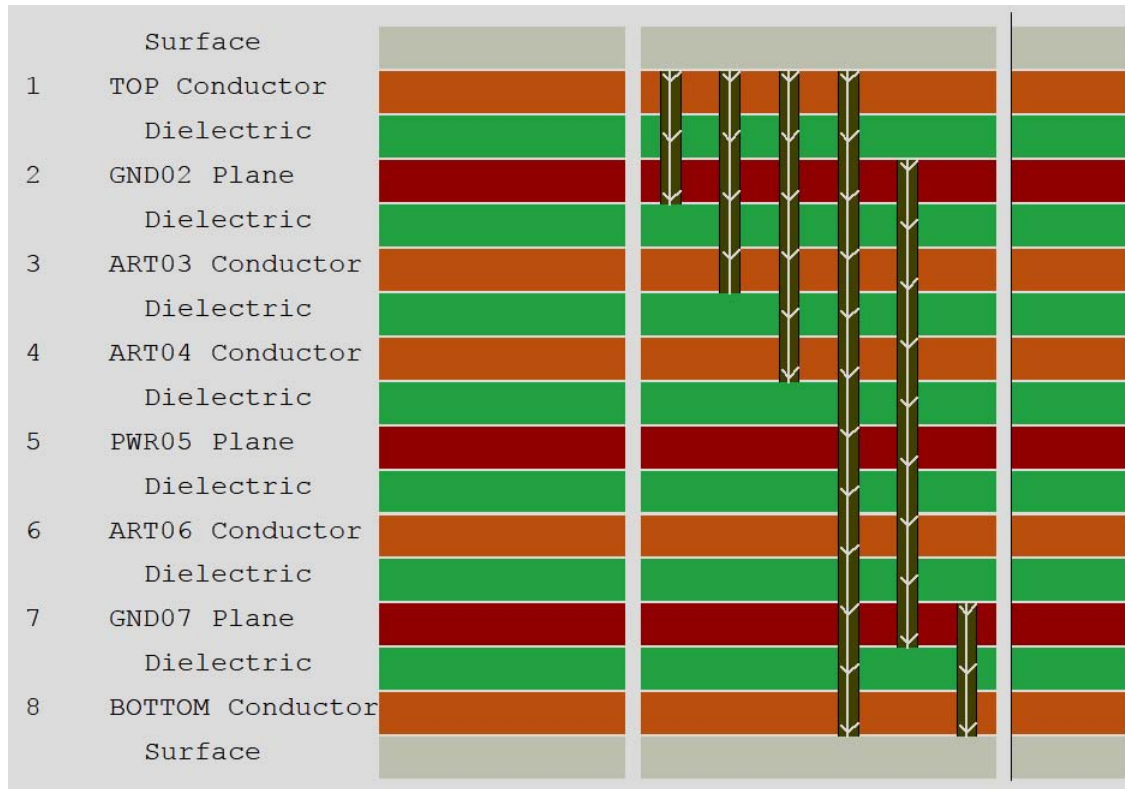 Surface
1 TOP Conductor
Dielectric
2 GND02 Plane
Dielectric
3 ART03 Conductor
Dielectric
4 ART04 Conductor
Dielectric
5 PWR05 Plane
Dielectric
6 ART06 Conductor
Dielectric
7 GND07 Plane
Dielectric
8 BOTTOM Conductor
Surface